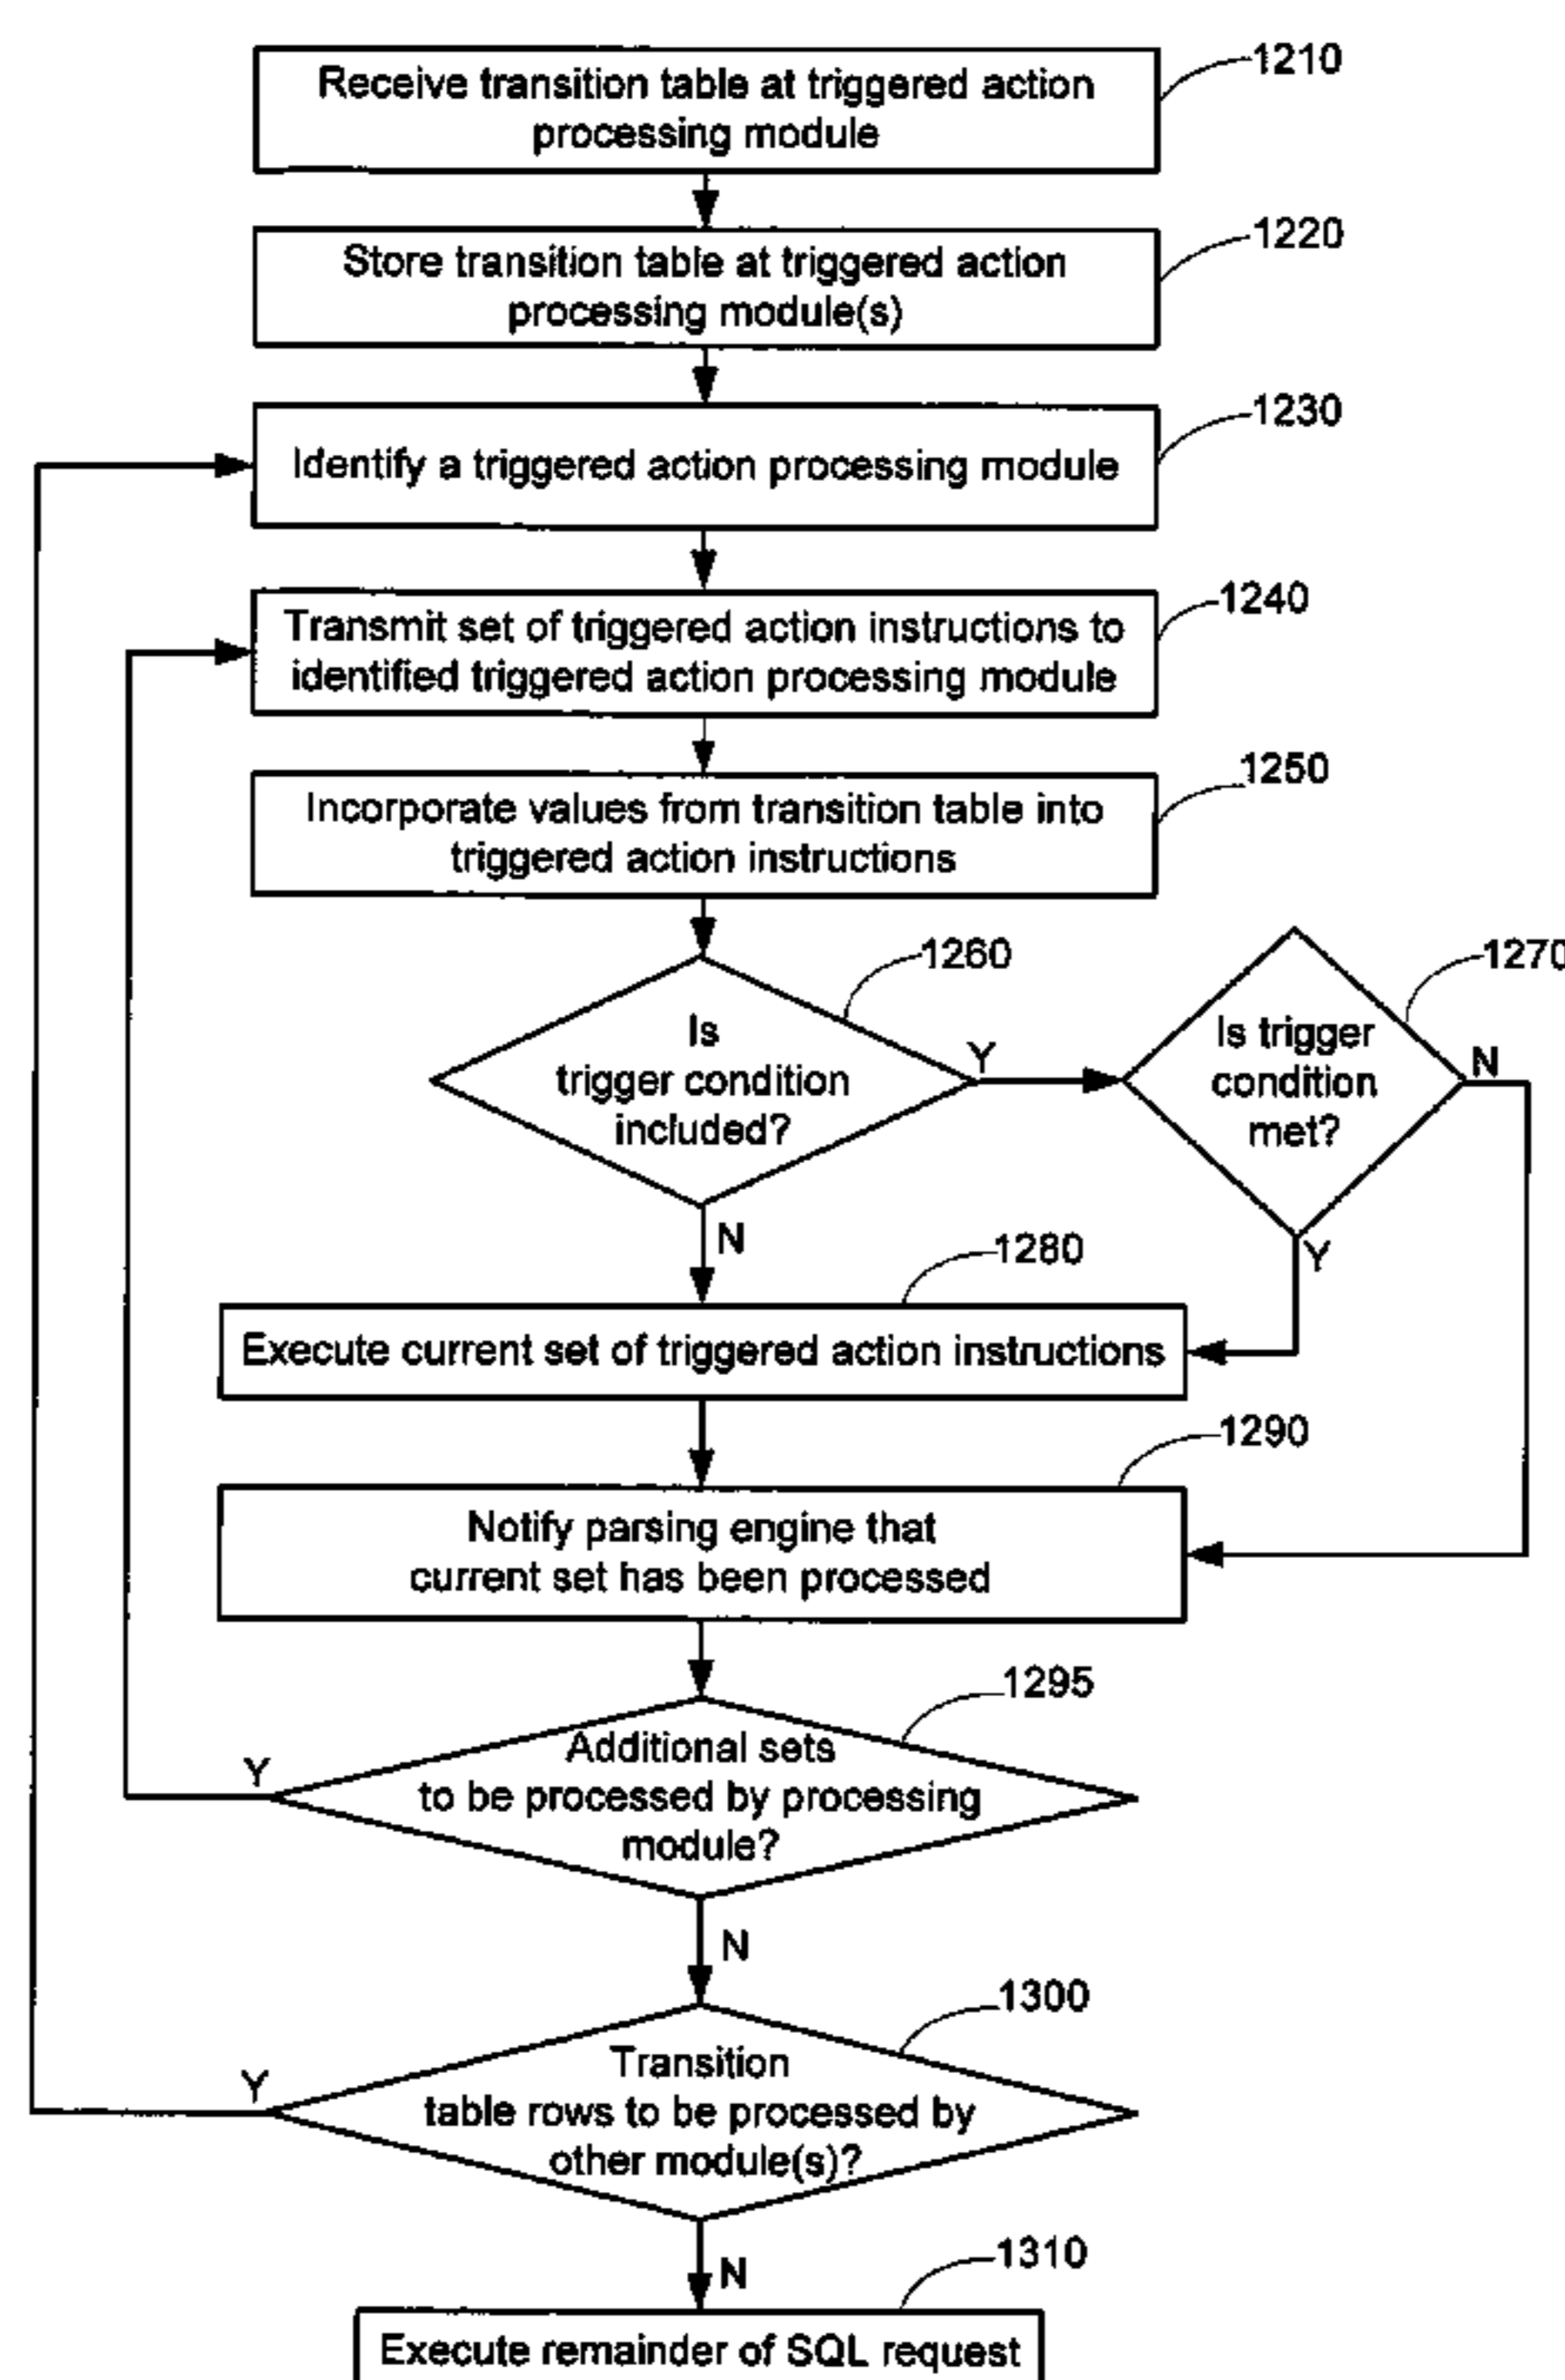 Receive transition table at triggered action
processing module
1210
Store transition table at triggered action
processing module(s)
1220
Identify a triggered action processing module
1230
Transmit set of triggered action instructions to
identified triggered action processing module
1240
Incorporate values from transition table into
triggered action instructions
1250
Is
trigger condition
included?
1260
Y
N
Is trigger
condition
met?
1270
N
Y
Execute current set of triggered action instructions
1280
Notify parsing engine that
current set has been processed
1290
Additional sets
to be processed by processing
module?
1295
Y
N
Transition
table rows to be processed by
other module(s)?
1300
Y
N
Execute remainder of SQL request
1310